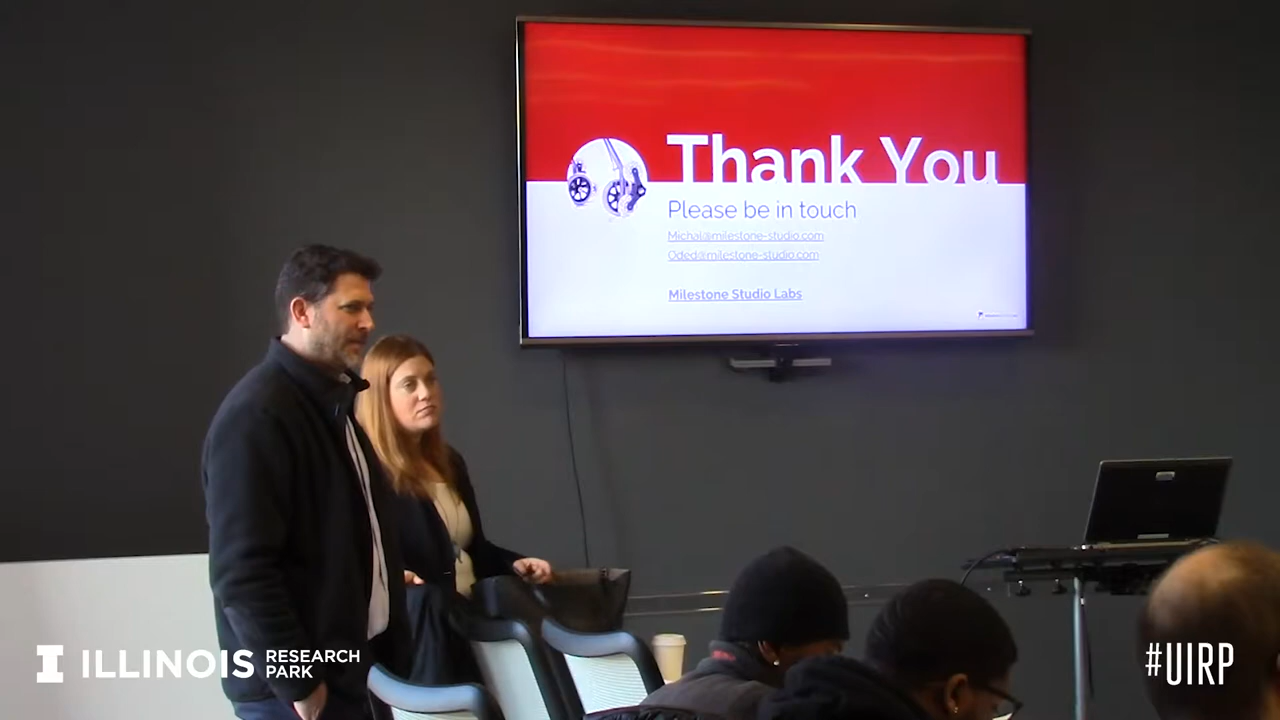 Thank You
Please be in touch
Michal@milestone-studio.com
Oded@milestone-studio.com
Milestone Studio Labs
ILLINOIS RESEARCH PARK
#UIRP